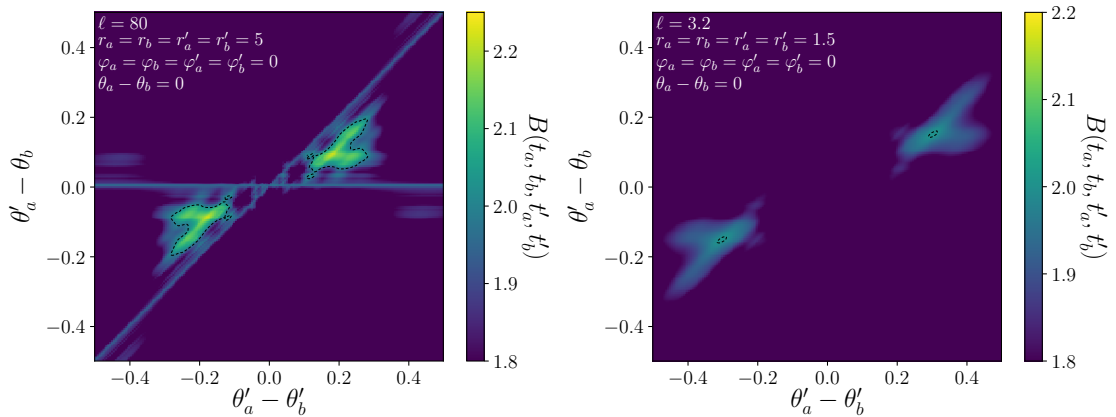 ℓ = 80
r_a = r_b = r'_a = r'_b = 5
φ_a = φ_b = φ'_a = φ'_b = 0
θ_a − θ_b = 0
0.4
0.2
0.0
−0.2
−0.4
θ'_a − θ_b
−0.4
−0.2
0.0
0.2
0.4
θ'_a − θ'_b
2.2
2.1
2.0
1.9
1.8
B(t_a, t_b, t'_a, t'_b)
ℓ = 3.2
r_a = r_b = r'_a = r'_b = 1.5
φ_a = φ_b = φ'_a = φ'_b = 0
θ_a − θ_b = 0
0.4
0.2
0.0
−0.2
−0.4
θ'_a − θ_b
−0.4
−0.2
0.0
0.2
0.4
θ'_a − θ'_b
2.2
2.1
2.0
1.9
1.8
B(t_a, t_b, t'_a, t'_b)